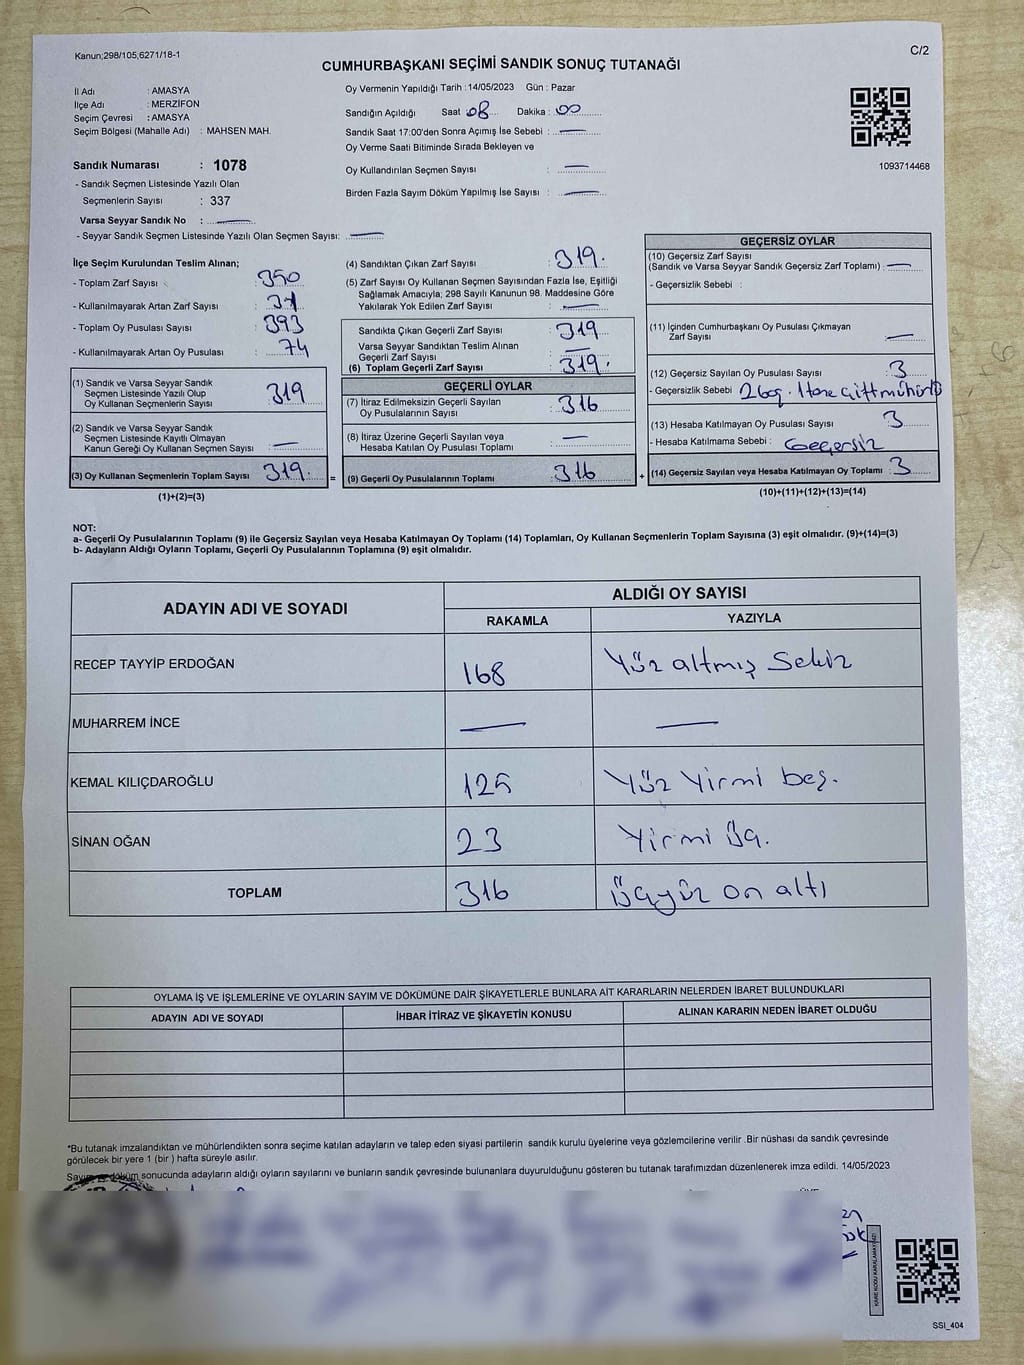 Kanun;298/105;6271/18-1
C/2
CUMHURBAŞKANI SEÇİMİ SANDIK SONUÇ TUTANAĞI
İl Adı : AMASYA
İlçe Adı : MERZİFON
Seçim Çevresi : AMASYA
Seçim Bölgesi (Mahalle Adı) : MAHSEN MAH.
Sandık Numarası : 1078
- Sandık Seçmen Listesinde Yazılı Olan
Seçmenlerin Sayısı : 337
Varsa Seyyar Sandık No :
- Seyyar Sandık Seçmen Listesinde Yazılı Olan Seçmen Sayısı:
Oy Vermenin Yapıldığı Tarih : 14/05/2023 Gün : Pazar
Sandığın Açıldığı Saat : 08 Dakika : 00
Sandık Saat 17:00'den Sonra Açımış İse Sebebi :
Oy Verme Saati Bitiminde Sırada Bekleyen ve
Oy Kullandırılan Seçmen Sayısı :
Birden Fazla Sayım Döküm Yapılmış İse Sayısı :
1093714468
İlçe Seçim Kurulundan Teslim Alınan;
- Toplam Zarf Sayısı : 350
- Kullanılmayarak Artan Zarf Sayısı : 31
- Toplam Oy Pusulası Sayısı : 393
- Kullanılmayarak Artan Oy Pusulası : 74
(1) Sandık ve Varsa Seyyar Sandık
Seçmen Listesinde Yazılı Olup
Oy Kullanan Seçmenlerin Sayısı : 319
(2) Sandık ve Varsa Seyyar Sandık
Seçmen Listesinde Kayıtlı Olmayan
Kanun Gereği Oy Kullanan Seçmen Sayısı :
(3) Oy Kullanan Seçmenlerin Toplam Sayısı : 319.
(1)+(2)=(3)
=
(4) Sandıktan Çıkan Zarf Sayısı : 319.
(5) Zarf Sayısı Oy Kullanan Seçmen Sayısından Fazla İse, Eşitliği
Sağlamak Amacıyla; 298 Sayılı Kanunun 98. Maddesine Göre
Yakılarak Yok Edilen Zarf Sayısı :
Sandıkta Çıkan Geçerli Zarf Sayısı : 319
Varsa Seyyar Sandıktan Teslim Alınan
Geçerli Zarf Sayısı :
(6) Toplam Geçerli Zarf Sayısı : 319.
GEÇERLİ OYLAR
(7) İtiraz Edilmeksizin Geçerli Sayılan
Oy Pusulalarının Sayısı : 316
(8) İtiraz Üzerine Geçerli Sayılan veya
Hesaba Katılan Oy Pusulası Toplamı :
(9) Geçerli Oy Pusulalarının Toplamı : 316
+
GEÇERSİZ OYLAR
(10) Geçersiz Zarf Sayısı
(Sandık ve Varsa Seyyar Sandık Geçersiz Zarf Toplamı) :
- Geçersizlik Sebebi :
(11) İçinden Cumhurbaşkanı Oy Pusulası Çıkmayan
Zarf Sayısı :
(12) Geçersiz Sayılan Oy Pusulası Sayısı : 3
- Geçersizlik Sebebi : 2 boş. 1 tane çift mühürlü
(13) Hesaba Katılmayan Oy Pusulası Sayısı : 3
- Hesaba Katılmama Sebebi : Geçersiz
(14) Geçersiz Sayılan veya Hesaba Katılmayan Oy Toplamı : 3
(10)+(11)+(12)+(13)=(14)
NOT:
a- Geçerli Oy Pusulalarının Toplamı (9) ile Geçersiz Sayılan veya Hesaba Katılmayan Oy Toplamı (14) Toplamları, Oy Kullanan Seçmenlerin Toplam Sayısına (3) eşit olmalıdır. (9)+(14)=(3)
b- Adayların Aldığı Oyların Toplamı, Geçerli Oy Pusulalarının Toplamına (9) eşit olmalıdır.
ADAYIN ADI VE SOYADI
ALDIĞI OY SAYISI
RAKAMLA YAZIYLA
RECEP TAYYİP ERDOĞAN 168 Yüz altmış Sekiz
MUHARREM İNCE
KEMAL KILIÇDAROĞLU 125 Yüz Yirmi beş.
SİNAN OĞAN 23 Yirmi üç.
TOPLAM 316 üçyüz on altı
OYLAMA İŞ VE İŞLEMLERİNE VE OYLARIN SAYIM VE DÖKÜMÜNE DAİR ŞİKAYETLERLE BUNLARA AİT KARARLARIN NELERDEN İBARET BULUNDUKLARI
ADAYIN ADI VE SOYADI İHBAR İTİRAZ VE ŞİKAYETİN KONUSU ALINAN KARARIN NEDEN İBARET OLDUĞU
*Bu tutanak imzalandıktan ve mühürlendikten sonra seçime katılan adayların ve talep eden siyasi partilerin sandık kurulu üyelerine veya gözlemcilerine verilir .Bir nüshası da sandık çevresinde
görülecek bir yere 1 (bir ) hafta süreyle asılır.
Sayım ve döküm sonucunda adayların aldığı oyların sayılarını ve bunların sandık çevresinde bulunanlara duyurulduğunu gösteren bu tutanak tarafımızdan düzenlenerek imza edildi. 14/05/2023
KARE KODU KARALAMAYINIZ!
SSI_404